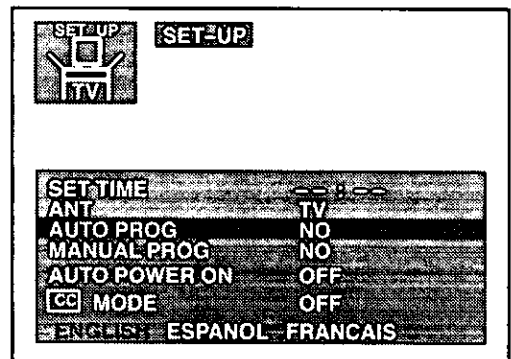 SET UP
TV
SET-UP
SET TIME --:--
ANT TV
AUTO PROG NO
MANUAL PROG NO
AUTO POWER ON OFF
CC MODE OFF
ENGLISH ESPANOL FRANCAIS